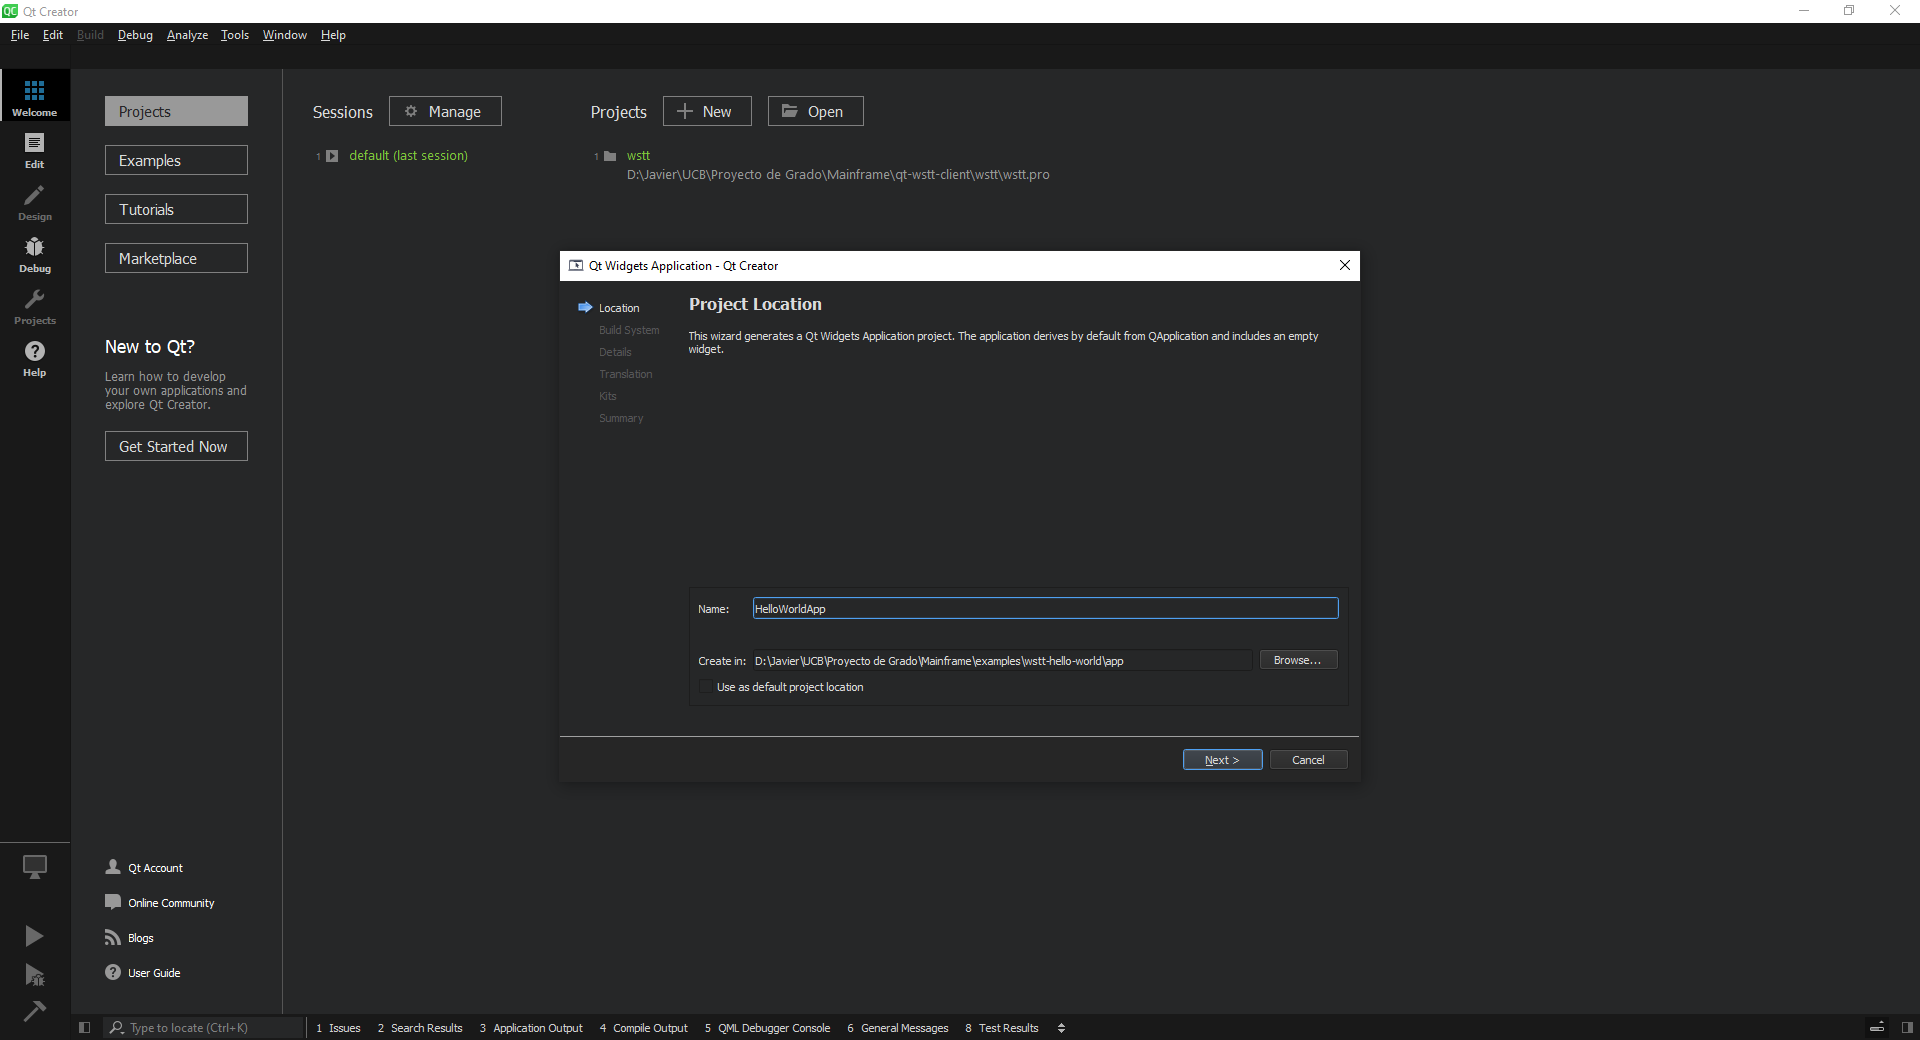 Qt Creator
File Edit Build Debug Analyze Tools Window Help
Welcome
Edit
Design
Debug
Projects
Help
Projects
Examples
Tutorials
Marketplace
New to Qt?
Learn how to develop
your own applications and
explore Qt Creator.
Get Started Now
Qt Account
Online Community
Blogs
User Guide
Sessions Manage
1 default (last session)
Projects New Open
1 wstt
D:\Javier\UCB\Proyecto de Grado\Mainframe\qt-wstt-client\wstt\wstt.pro
Qt Widgets Application - Qt Creator
Location
Build System
Details
Translation
Kits
Summary
Project Location
This wizard generates a Qt Widgets Application project. The application derives by default from QApplication and includes an empty
widget.
Name: HelloWorldApp
Create in: D:\Javier\UCB\Proyecto de Grado\Mainframe\examples\wstt-hello-world\app Browse...
Use as default project location
Next > Cancel
Type to locate (Ctrl+K) 1 Issues 2 Search Results 3 Application Output 4 Compile Output 5 QML Debugger Console 6 General Messages 8 Test Results